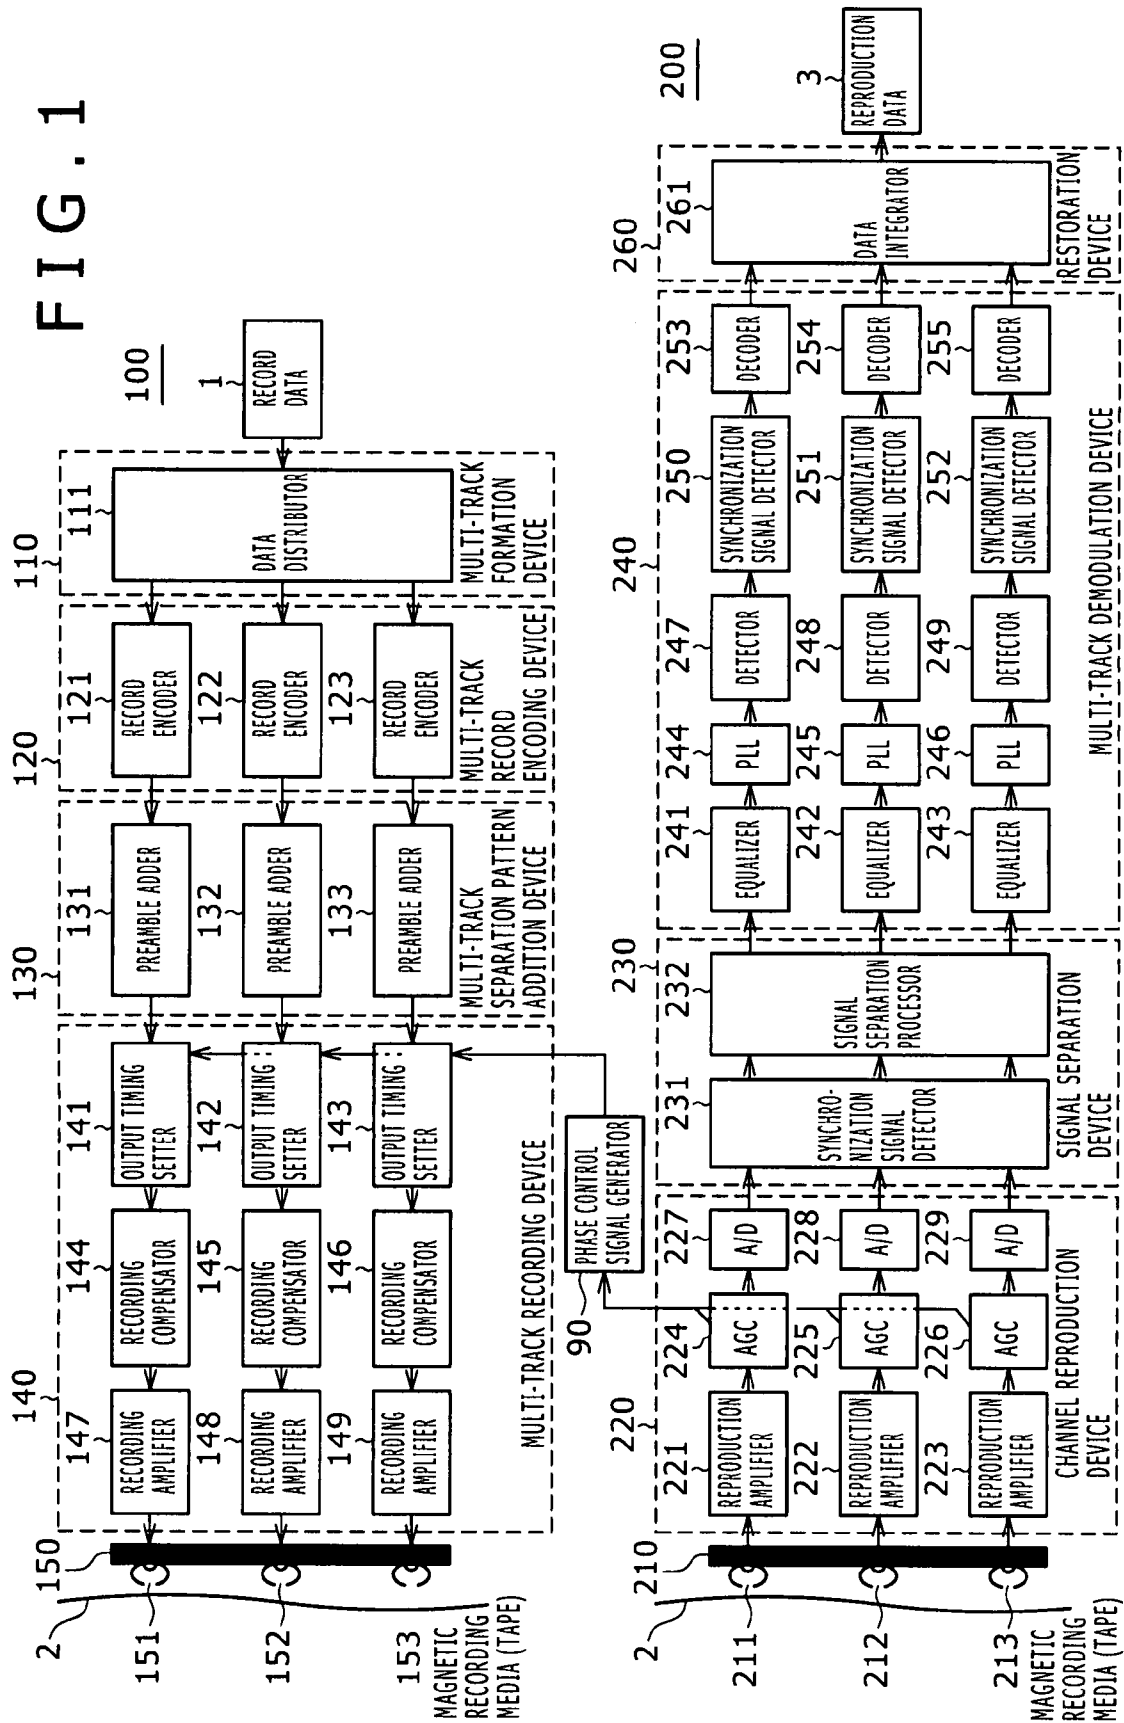 FIG. 1
100
1
RECORD
DATA
110
111
DATA
DISTRIBUTOR
MULTI-TRACK
FORMATION
DEVICE
120
121
RECORD
ENCODER
122
RECORD
ENCODER
123
RECORD
ENCODER
MULTI-TRACK
RECORD
ENCODING DEVICE
130
131
PREAMBLE ADDER
132
PREAMBLE ADDER
133
PREAMBLE ADDER
MULTI-TRACK
SEPARATION PATTERN
ADDITION DEVICE
140
141
OUTPUT TIMING
SETTER
142
OUTPUT TIMING
SETTER
143
OUTPUT TIMING
SETTER
144
RECORDING
COMPENSATOR
145
RECORDING
COMPENSATOR
146
RECORDING
COMPENSATOR
147
RECORDING
AMPLIFIER
148
RECORDING
AMPLIFIER
149
RECORDING
AMPLIFIER
MULTI-TRACK RECORDING DEVICE
150
2
151
152
153
MAGNETIC
RECORDING
MEDIA (TAPE)
90
PHASE CONTROL
SIGNAL GENERATOR
200
210
2
211
212
213
MAGNETIC
RECORDING
MEDIA (TAPE)
220
221
REPRODUCTION
AMPLIFIER
222
REPRODUCTION
AMPLIFIER
223
REPRODUCTION
AMPLIFIER
224
AGC
225
AGC
226
AGC
227
A/D
228
A/D
229
A/D
CHANNEL REPRODUCTION
DEVICE
230
231
SYNCHRO-
NIZATION
SIGNAL
DETECTOR
232
SIGNAL
SEPARATION
PROCESSOR
SIGNAL SEPARATION
DEVICE
240
241
EQUALIZER
242
EQUALIZER
243
EQUALIZER
244
PLL
245
PLL
246
PLL
247
DETECTOR
248
DETECTOR
249
DETECTOR
250
SYNCHRONIZATION
SIGNAL DETECTOR
251
SYNCHRONIZATION
SIGNAL DETECTOR
252
SYNCHRONIZATION
SIGNAL DETECTOR
253
DECODER
254
DECODER
255
DECODER
MULTI-TRACK DEMODULATION DEVICE
260
261
DATA
INTEGRATOR
RESTORATION
DEVICE
3
REPRODUCTION
DATA